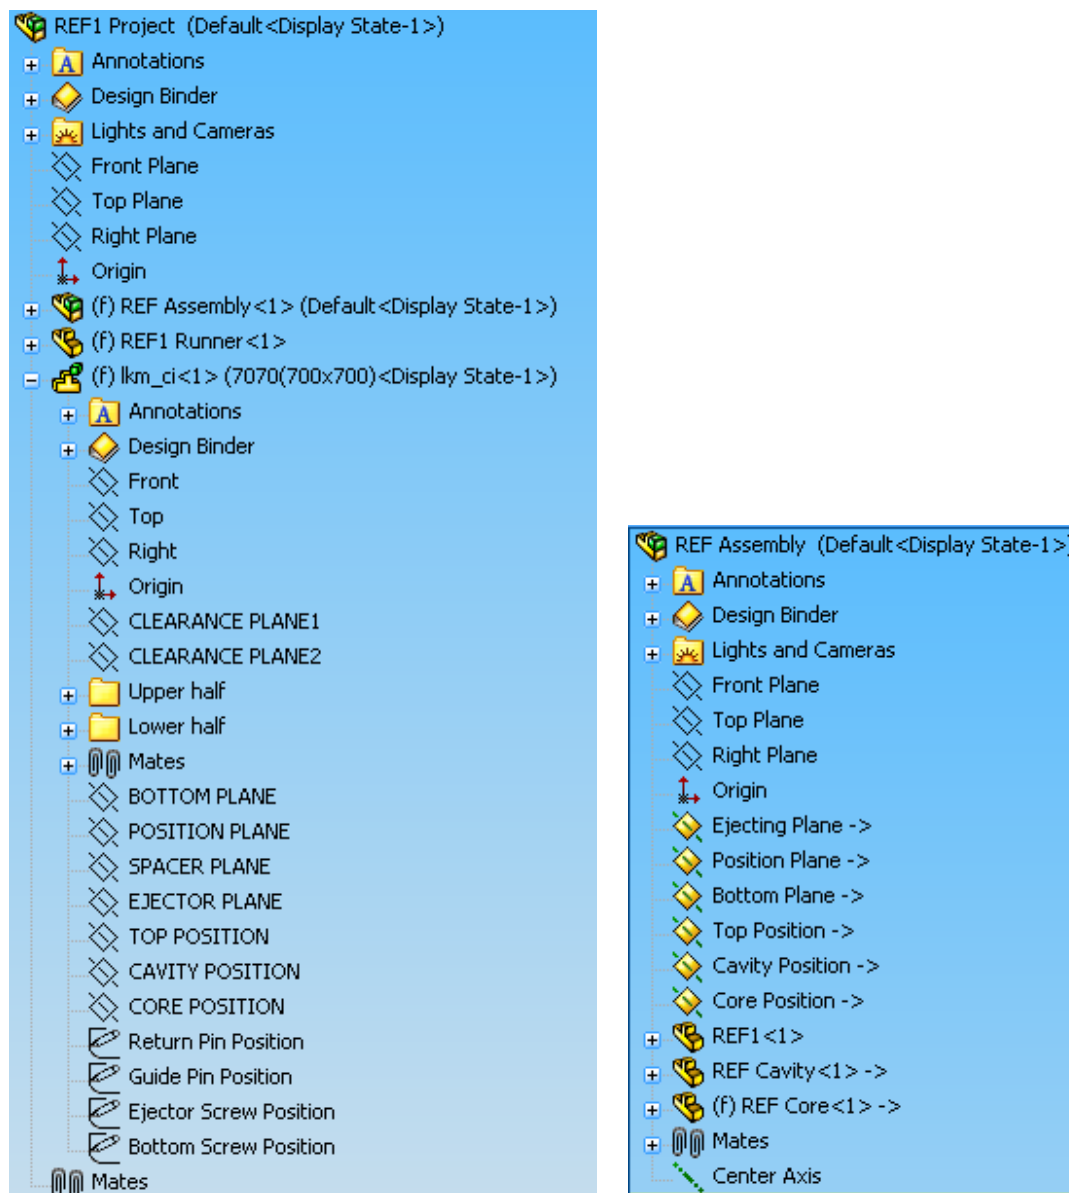 REF1 Project (Default<Display State-1>)
Annotations
Design Binder
Lights and Cameras
Front Plane
Top Plane
Right Plane
Origin
(f) REF Assembly<1> (Default<Display State-1>)
(f) REF1 Runner<1>
(f) lkm_ci<1> (7070(700x700)<Display State-1>)
Annotations
Design Binder
Front
Top
Right
Origin
CLEARANCE PLANE1
CLEARANCE PLANE2
Upper half
Lower half
Mates
BOTTOM PLANE
POSITION PLANE
SPACER PLANE
EJECTOR PLANE
TOP POSITION
CAVITY POSITION
CORE POSITION
Return Pin Position
Guide Pin Position
Ejector Screw Position
Bottom Screw Position
Mates
REF Assembly (Default<Display State-1>)
Annotations
Design Binder
Lights and Cameras
Front Plane
Top Plane
Right Plane
Origin
Ejecting Plane ->
Position Plane ->
Bottom Plane ->
Top Position ->
Cavity Position ->
Core Position ->
REF1<1>
REF Cavity<1> ->
(f) REF Core<1> ->
Mates
Center Axis